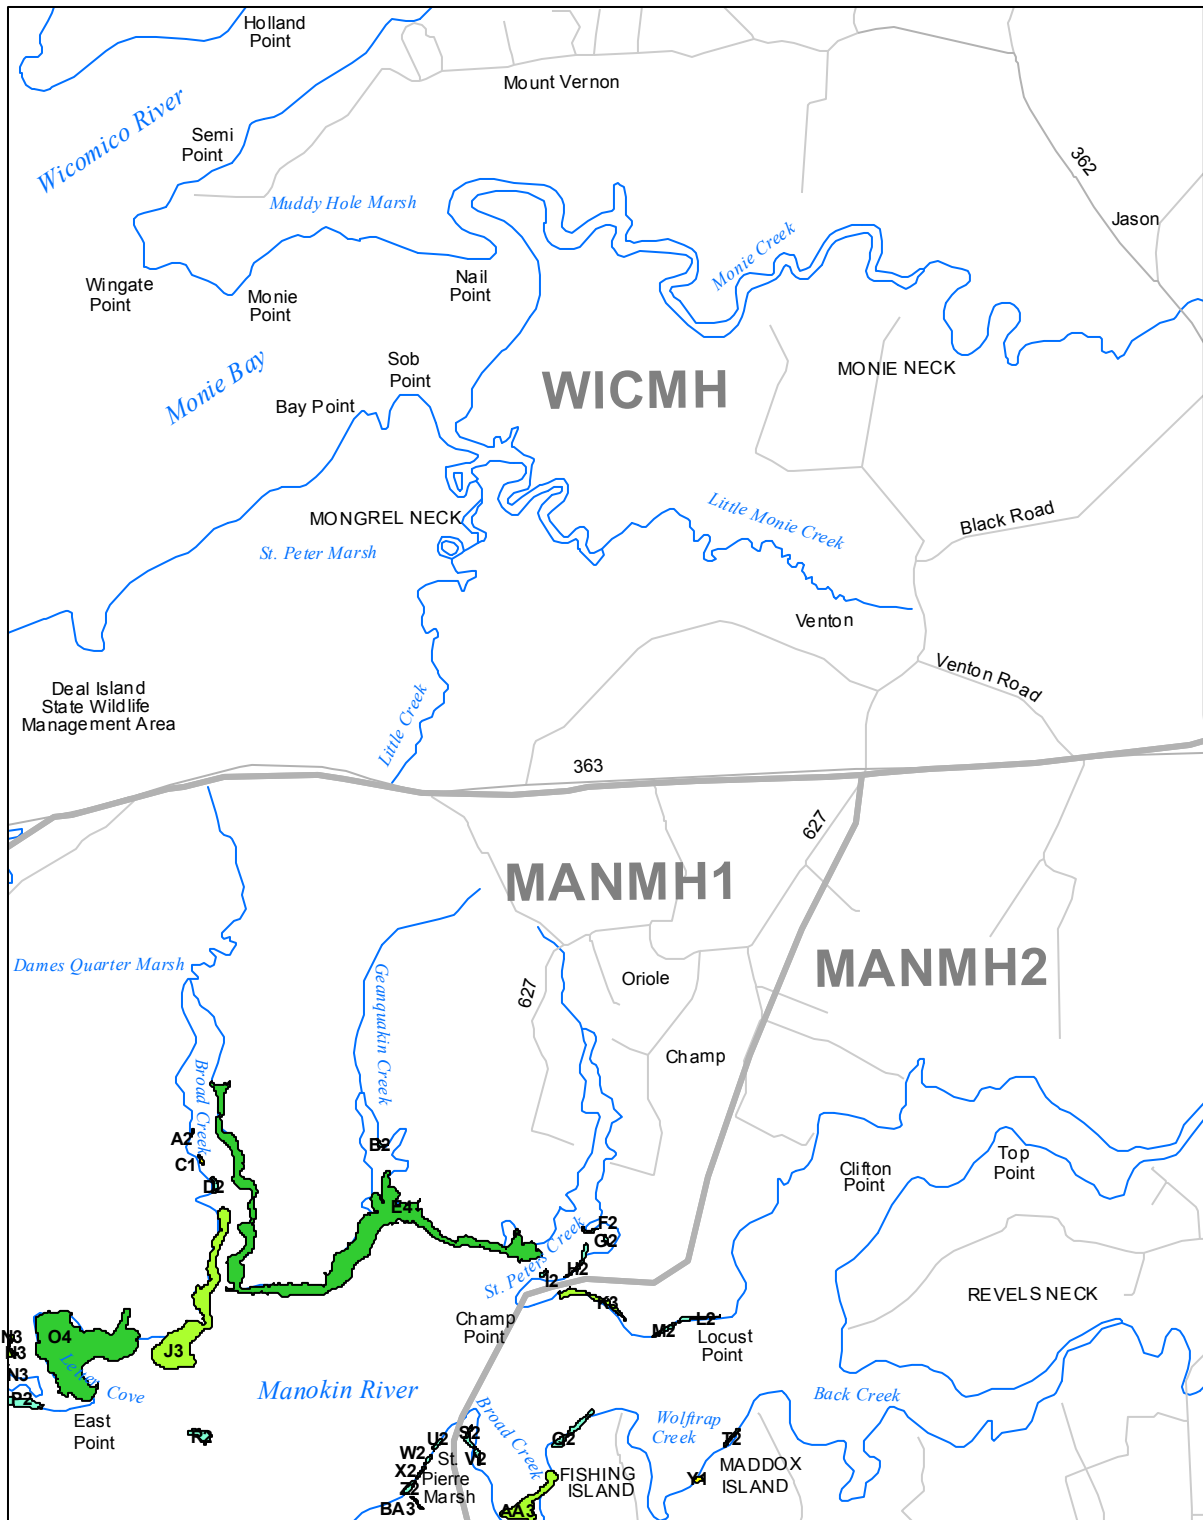 Holland
Point
Mount Vernon
Wicomico River
Semi
Point
362
Muddy Hole Marsh
Jason
Monie Creek
Wingate
Point
Monie
Point
Nail
Point
Monie Bay
Sob
Point
Bay Point
WICMH
MONIE NECK
MONGREL NECK
St. Peter Marsh
Little Monie Creek
Black Road
Venton
Venton Road
Deal Island
State Wildlife
Management Area
Little Creek
363
627
MANMH1
MANMH2
Dames Quarter Marsh
Geanquakin Creek
627
Oriole
Champ
Broad Creek
A2
C1
D2
B2
E4
Clifton
Point
Top
Point
F2
G2
H2
I2
St. Peters Creek
K3
L2
M2
Champ
Point
Locust
Point
REVELS NECK
N3
N3
N3
O4
J3
P2
Cove
East
Point
Manokin River
R2
Back Creek
Broad Creek
Wolftrap
Creek
S2
U2
V2
W2
X2
Z2
BA3
St.
Pierre
Marsh
Q2
T2
Y1
AA3
FISHING
ISLAND
MADDOX
ISLAND